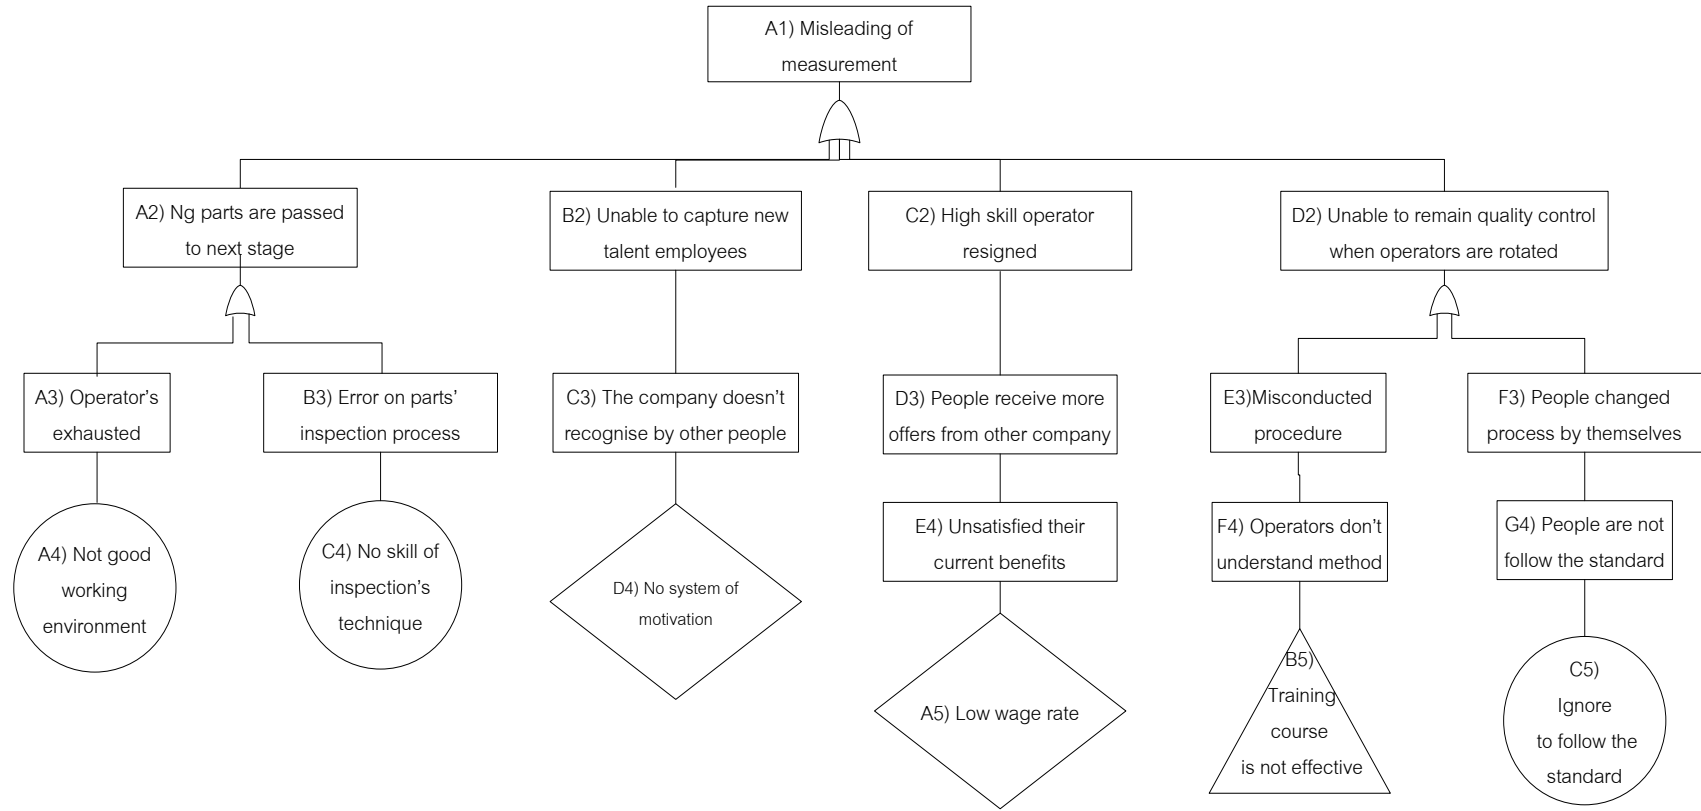 A1) Misleading of
measurement
A2) Ng parts are passed
to next stage
B2) Unable to capture new
talent employees
C2) High skill operator
resigned
D2) Unable to remain quality control
when operators are rotated
A3) Operator's
exhausted
B3) Error on parts'
inspection process
C3) The company doesn't
recognise by other people
D3) People receive more
offers from other company
E3)Misconducted
procedure
F3) People changed
process by themselves
A4) Not good
working
environment
C4) No skill of
inspection's
technique
D4) No system of
motivation
E4) Unsatisfied their
current benefits
F4) Operators don't
understand method
G4) People are not
follow the standard
A5) Low wage rate
B5)
Training
course
is not effective
C5)
Ignore
to follow the
standard